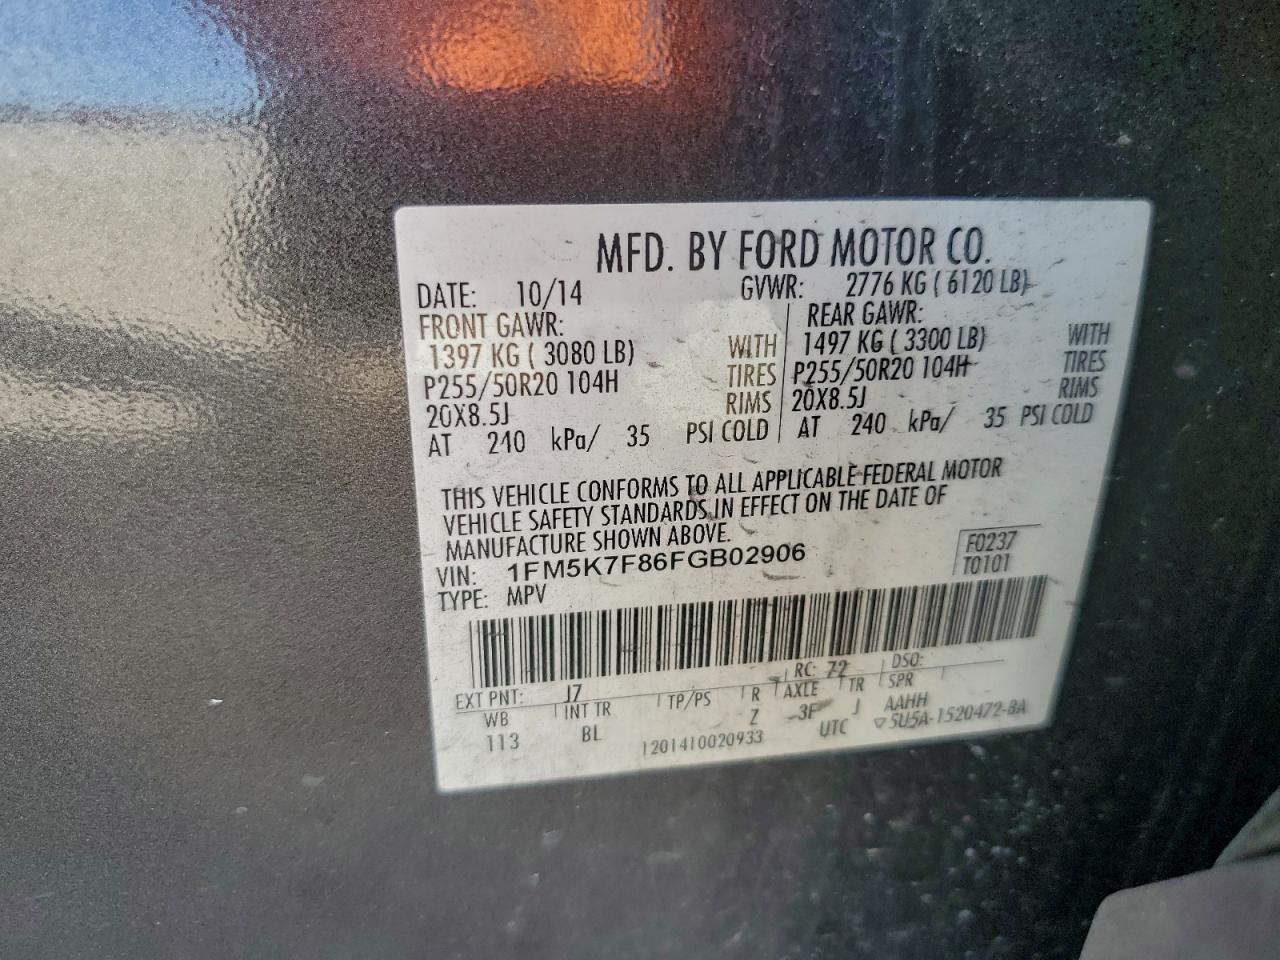 MFD. BY FORD MOTOR CO.
DATE: 10/14 GVWR: 2776 KG ( 6120 LB)
FRONT GAWR: REAR GAWR:
1397 KG ( 3080 LB) WITH 1497 KG ( 3300 LB) WITH
P255/50R20 104H TIRES P255/50R20 104H TIRES
20X8.5J RIMS 20X8.5J RIMS
AT 240 kPa/ 35 PSI COLD AT 240 kPa/ 35 PSI COLD
THIS VEHICLE CONFORMS TO ALL APPLICABLE FEDERAL MOTOR
VEHICLE SAFETY STANDARDS IN EFFECT ON THE DATE OF
MANUFACTURE SHOWN ABOVE.
VIN: 1FM5K7F86FGB02906 F0237
TYPE: MPV T0101
EXT PNT: J7 RC: 72 DSO:
WB INT TR TP/PS R AXLE TR SPR
113 BL Z 3F J AAHH
1201410020933 UTC ▽5U5A-1520472-BA